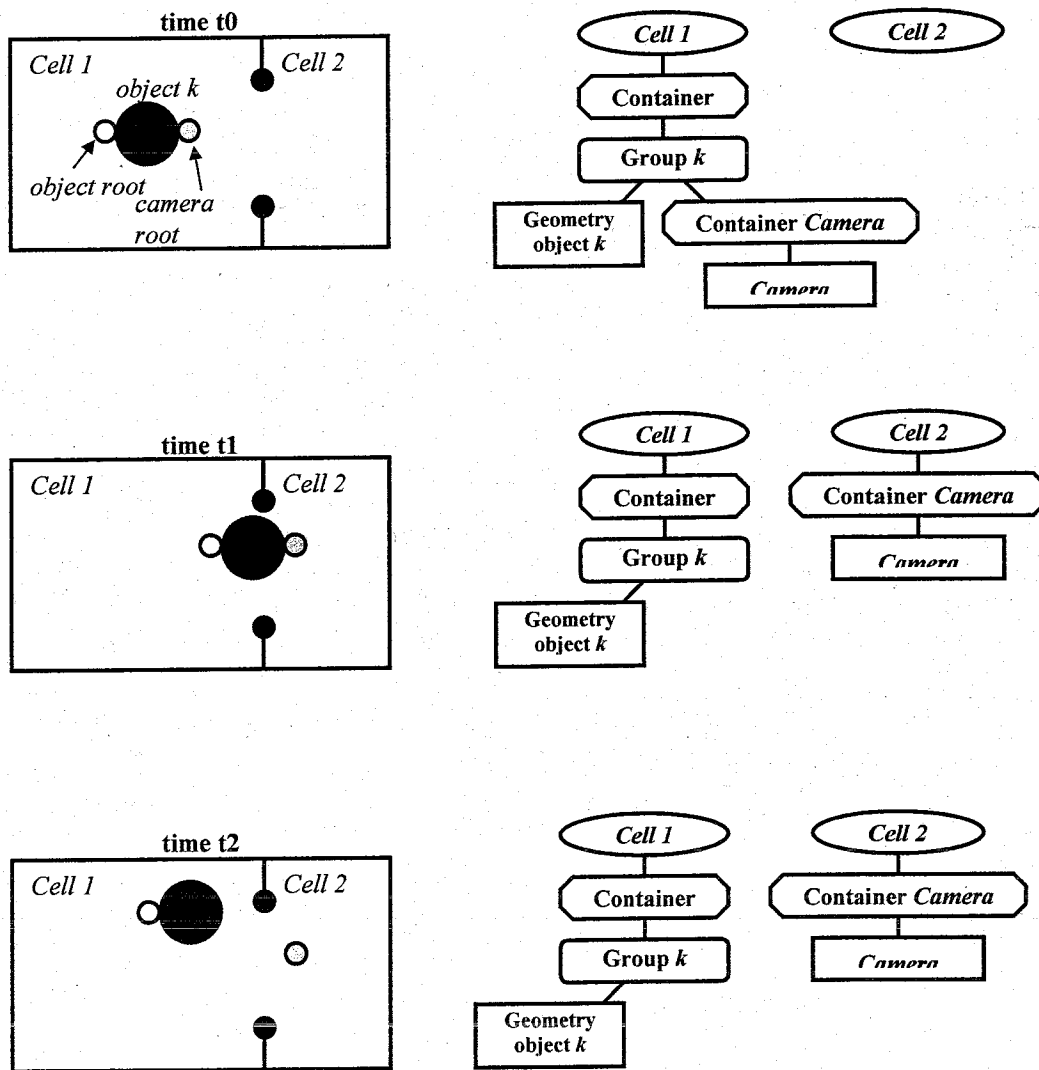 time t0
Cell 1
Cell 2
object k
object root
camera
root
Cell 1
Cell 2
Container
Group k
Geometry
object k
Container Camera
Camera
time t1
Cell 1
Cell 2
Cell 1
Cell 2
Container
Container Camera
Group k
Camera
Geometry
object k
time t2
Cell 1
Cell 2
Cell 1
Cell 2
Container
Container Camera
Group k
Camera
Geometry
object k